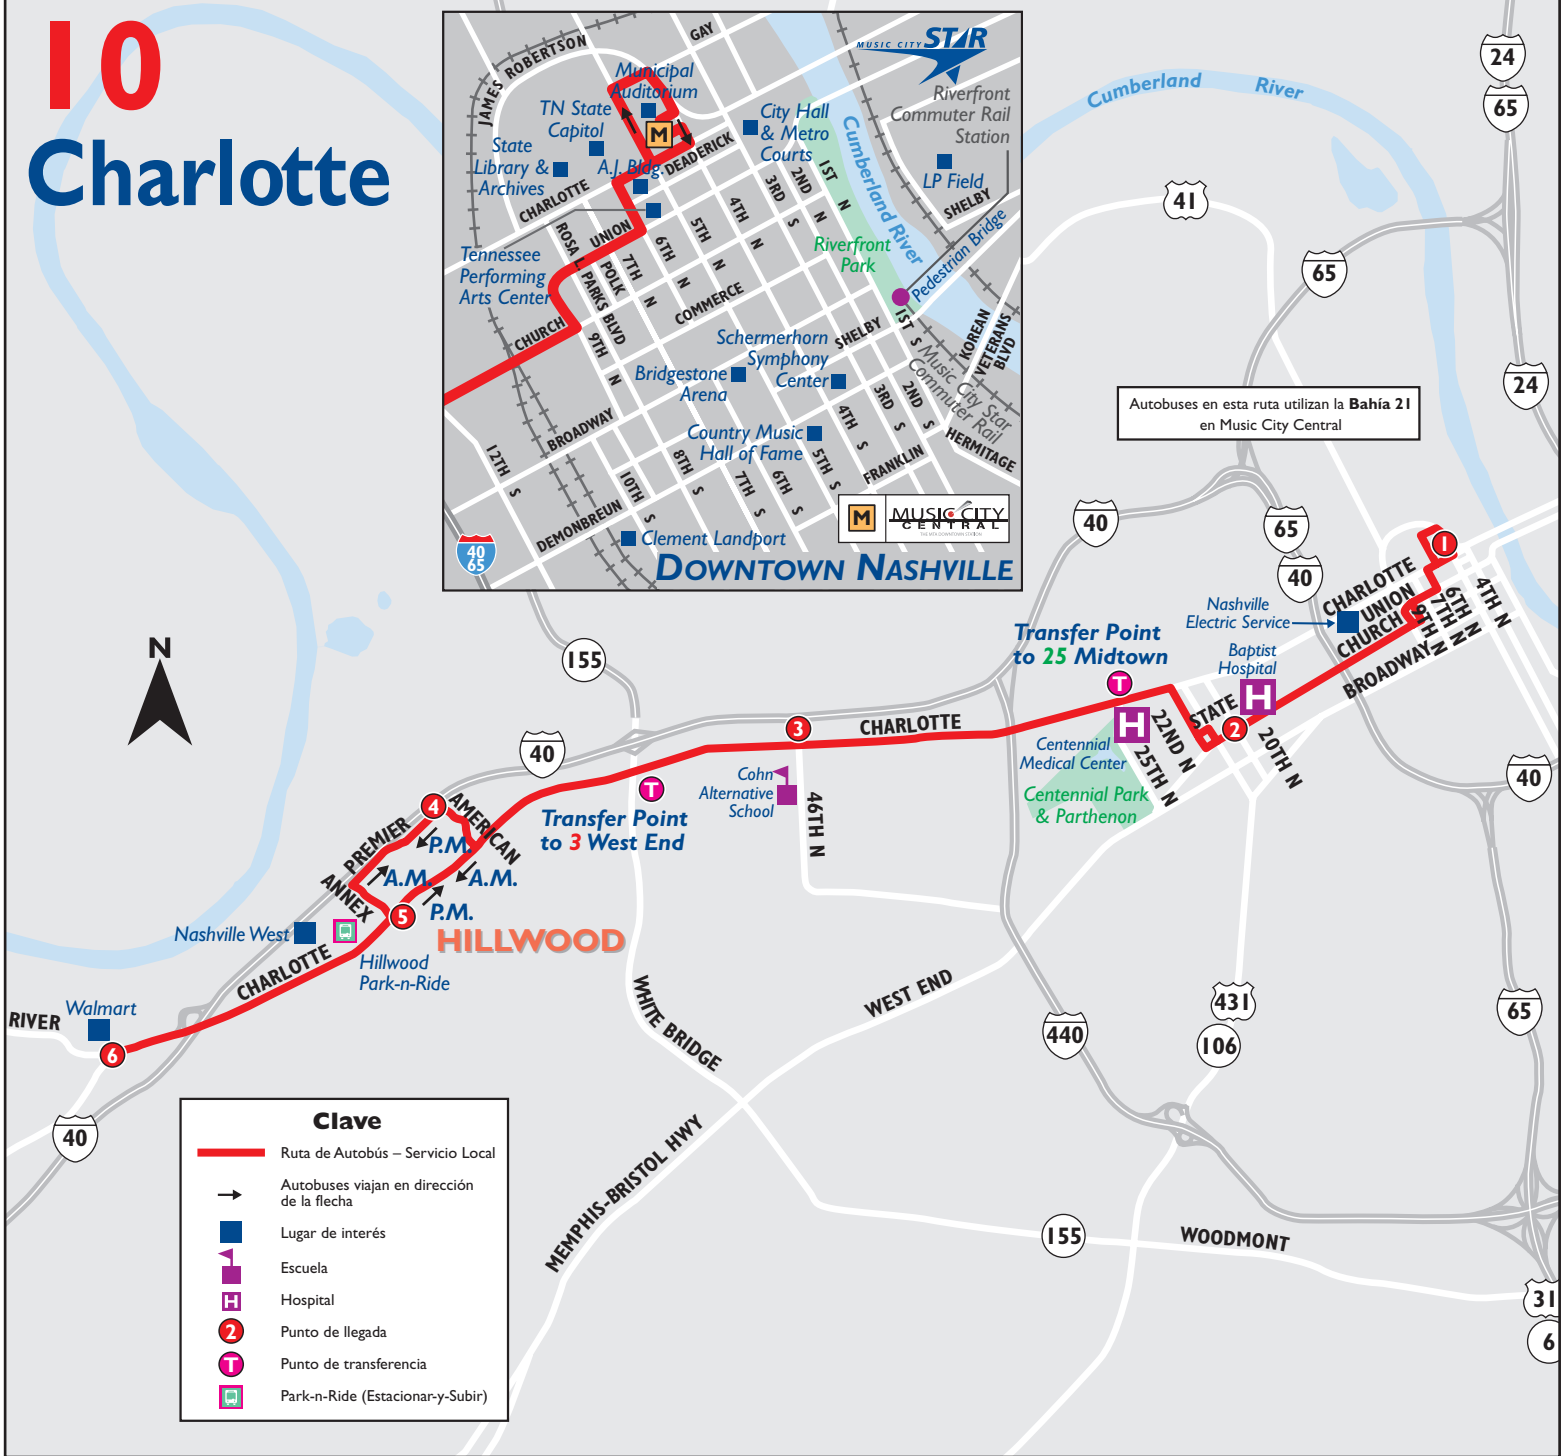 10
Charlotte
MUSIC CITY STAR
JAMES ROBERTSON
GAY
Municipal
Auditorium
TN State
Capitol
State
Library &
Archives
A.J. Bldg.
M
DEADERICK
City Hall
& Metro
Courts
Riverfront
Commuter Rail
Station
LP Field
SHELBY
Cumberland River
CHARLOTTE
UNION
ROSA L PARKS BLVD
POLK
7TH N
6TH N
5TH N
4TH N
3RD S
2ND N
1ST N
Riverfront
Park
Pedestrian Bridge
Tennessee
Performing
Arts Center
CHURCH
9TH N
COMMERCE
SHELBY
1ST S
KOREAN
VETERANS
BLVD
Music City Star
Commuter Rail
Schermerhorn
Symphony
Center
Bridgestone
Arena
Country Music
Hall of Fame
BROADWAY
12TH S
10TH S
8TH S
7TH S
6TH S
5TH S
4TH S
3RD S
2ND S
FRANKLIN
HERMITAGE
DEMONBREUN
Clement Landport
40
65
M MUSIC CITY
CENTRAL
DOWNTOWN NASHVILLE
Cumberland River
24
65
41
65
24
Autobuses en esta ruta utilizan la Bahía 21
en Music City Central
40
65
40
1
CHARLOTTE
UNION
CHURCH
9TH N
7TH N
6TH N
4TH N
BROADWAY
Nashville
Electric Service
Baptist
Hospital
H
Transfer Point
to 25 Midtown
T
N
155
STATE
2
20TH N
22ND N
25TH N
H
Centennial
Medical Center
Centennial Park
& Parthenon
3
CHARLOTTE
40
40
Cohn
Alternative
School
46TH N
T
Transfer Point
to 3 West End
4
AMERICAN
PREMIER
P.M.
A.M.
A.M.
P.M.
ANNEX
5
HILLWOOD
Nashville West
CHARLOTTE
Hillwood
Park-n-Ride
Walmart
RIVER
6
40
WHITE BRIDGE
WEST END
431
106
440
65
MEMPHIS-BRISTOL HWY
155
WOODMONT
31
6
Clave
Ruta de Autobús – Servicio Local
Autobuses viajan en dirección
de la flecha
Lugar de interés
Escuela
H Hospital
2 Punto de llegada
T Punto de transferencia
Park-n-Ride (Estacionar-y-Subir)